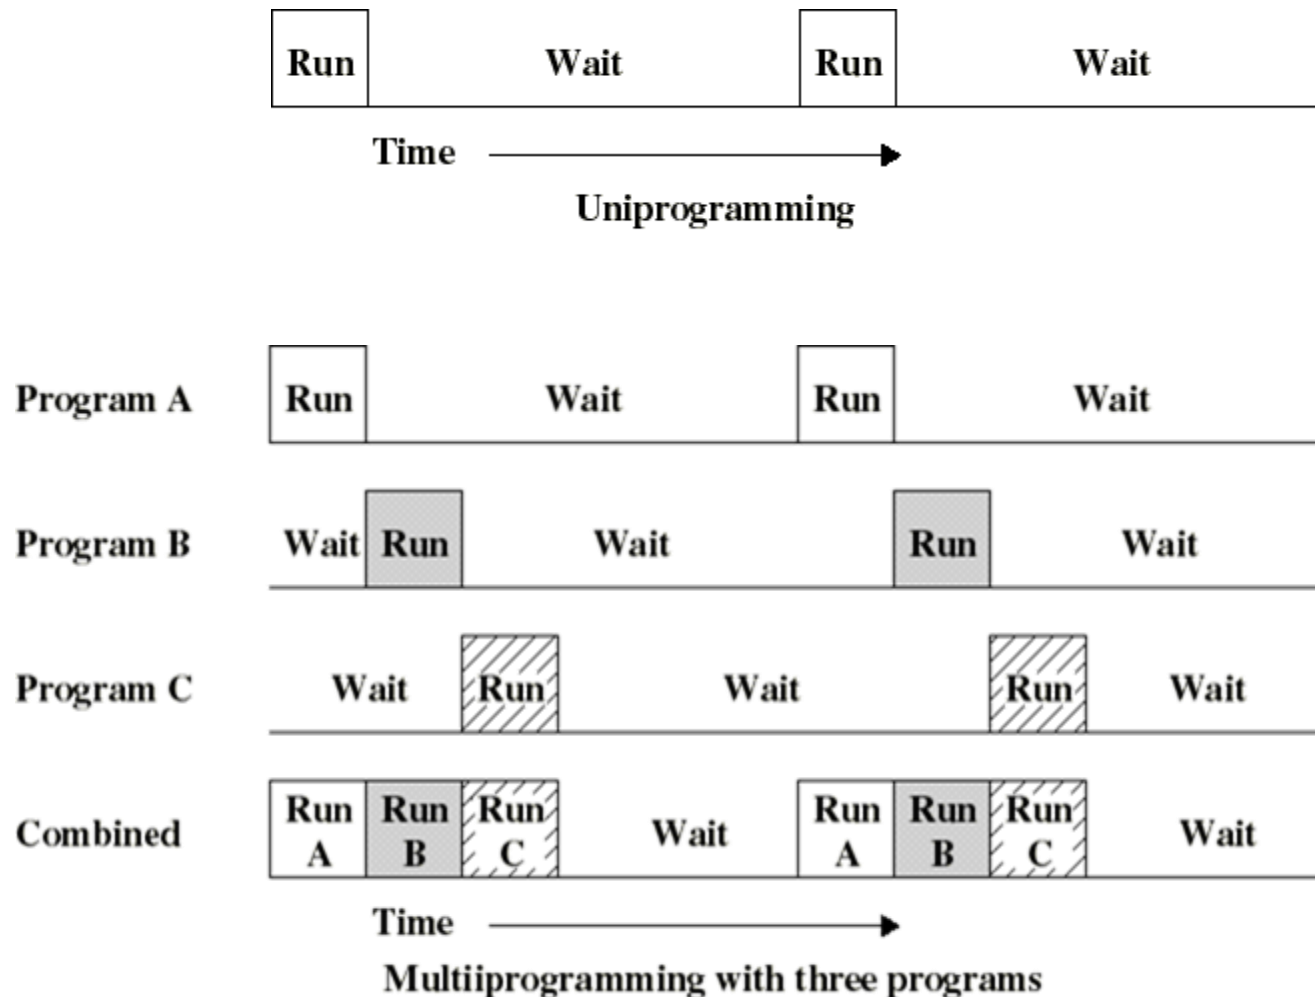 Run Wait Run Wait
Time
Uniprogramming
Program A Run Wait Run Wait
Program B Wait Run Wait Run Wait
Program C Wait Run Wait Run Wait
Combined Run A Run B Run C Wait Run A Run B Run C Wait
Time
Multiiprogramming with three programs